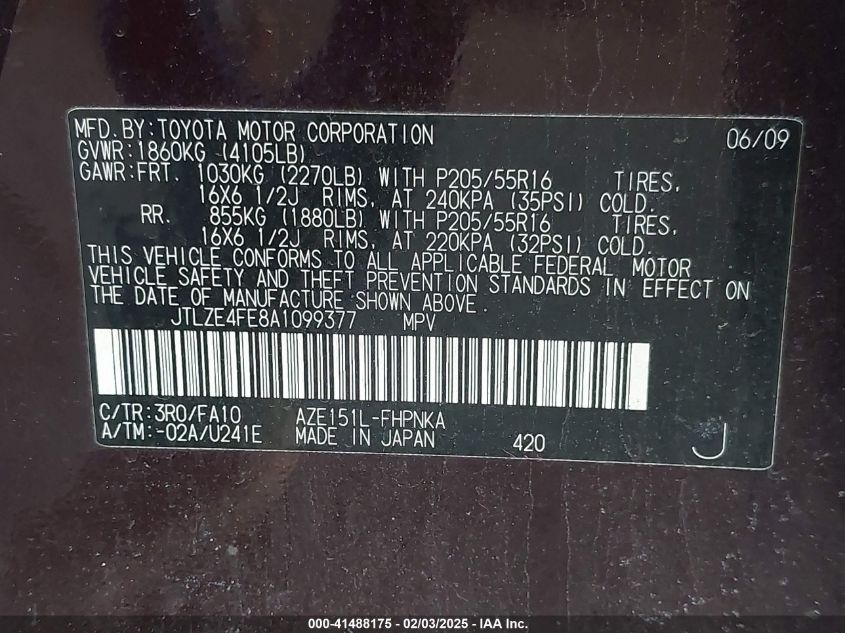 MFD. BY: TOYOTA MOTOR CORPORATION 06/09
GVWR: 1860KG (4105LB)
GAWR: FRT. 1030KG (2270LB) WITH P205/55R16 TIRES,
16X6 1/2J RIMS, AT 240KPA (35PSI) COLD.
RR. 855KG (1880LB) WITH P205/55R16 TIRES,
16X6 1/2J RIMS, AT 220KPA (32PSI) COLD.
THIS VEHICLE CONFORMS TO ALL APPLICABLE FEDERAL MOTOR
VEHICLE SAFETY AND THEFT PREVENTION STANDARDS IN EFFECT ON
THE DATE OF MANUFACTURE SHOWN ABOVE.
JTLZE4FE8A1099377 MPV
C/TR: 3R0/FA10 AZE151L-FHPNKA
A/TM: -02A/U241E MADE IN JAPAN 420 J
000-41488175 - 02/03/2025 - IAA Inc.